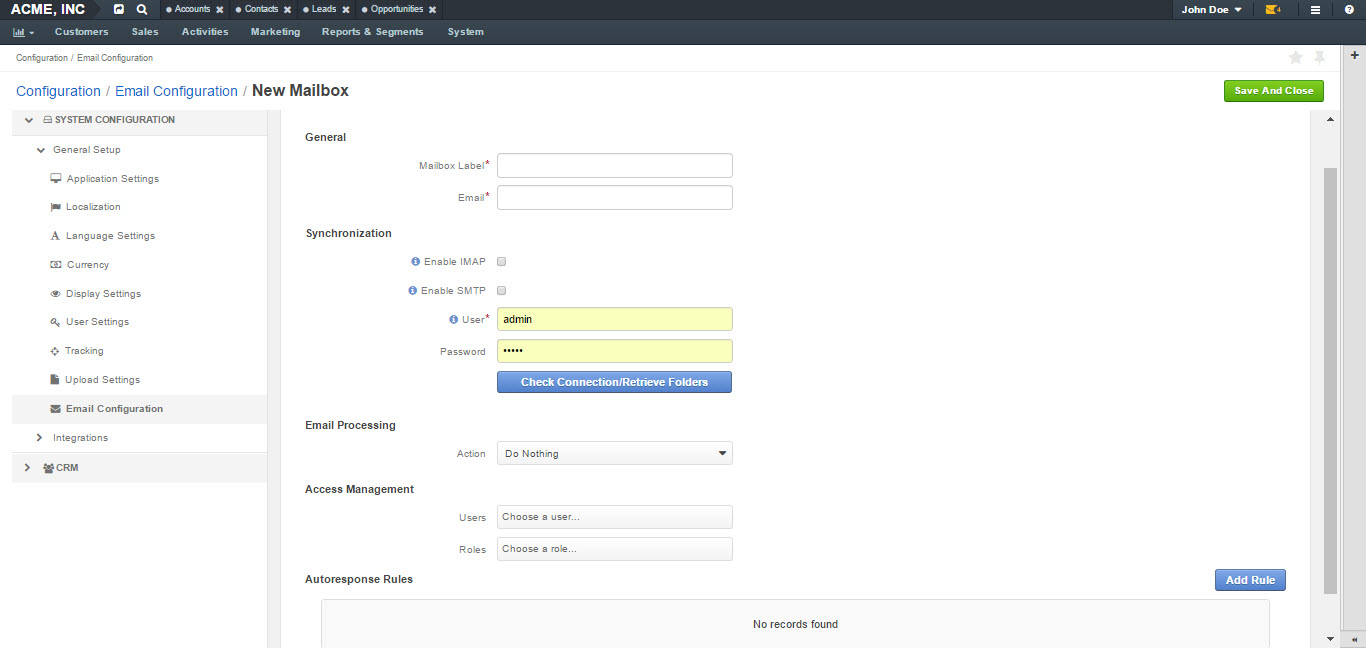 ACME, INC Accounts Contacts Leads Opportunities John Doe 4
Customers Sales Activities Marketing Reports & Segments System
Configuration / Email Configuration
Configuration / Email Configuration / New Mailbox
Save And Close
SYSTEM CONFIGURATION
General Setup
Application Settings
Localization
Language Settings
Currency
Display Settings
User Settings
Tracking
Upload Settings
Email Configuration
Integrations
CRM
General
Mailbox Label*
Email*
Synchronization
Enable IMAP
Enable SMTP
User* admin
Password •••••
Check Connection/Retrieve Folders
Email Processing
Action Do Nothing
Access Management
Users Choose a user...
Roles Choose a role...
Autoresponse Rules
Add Rule
No records found